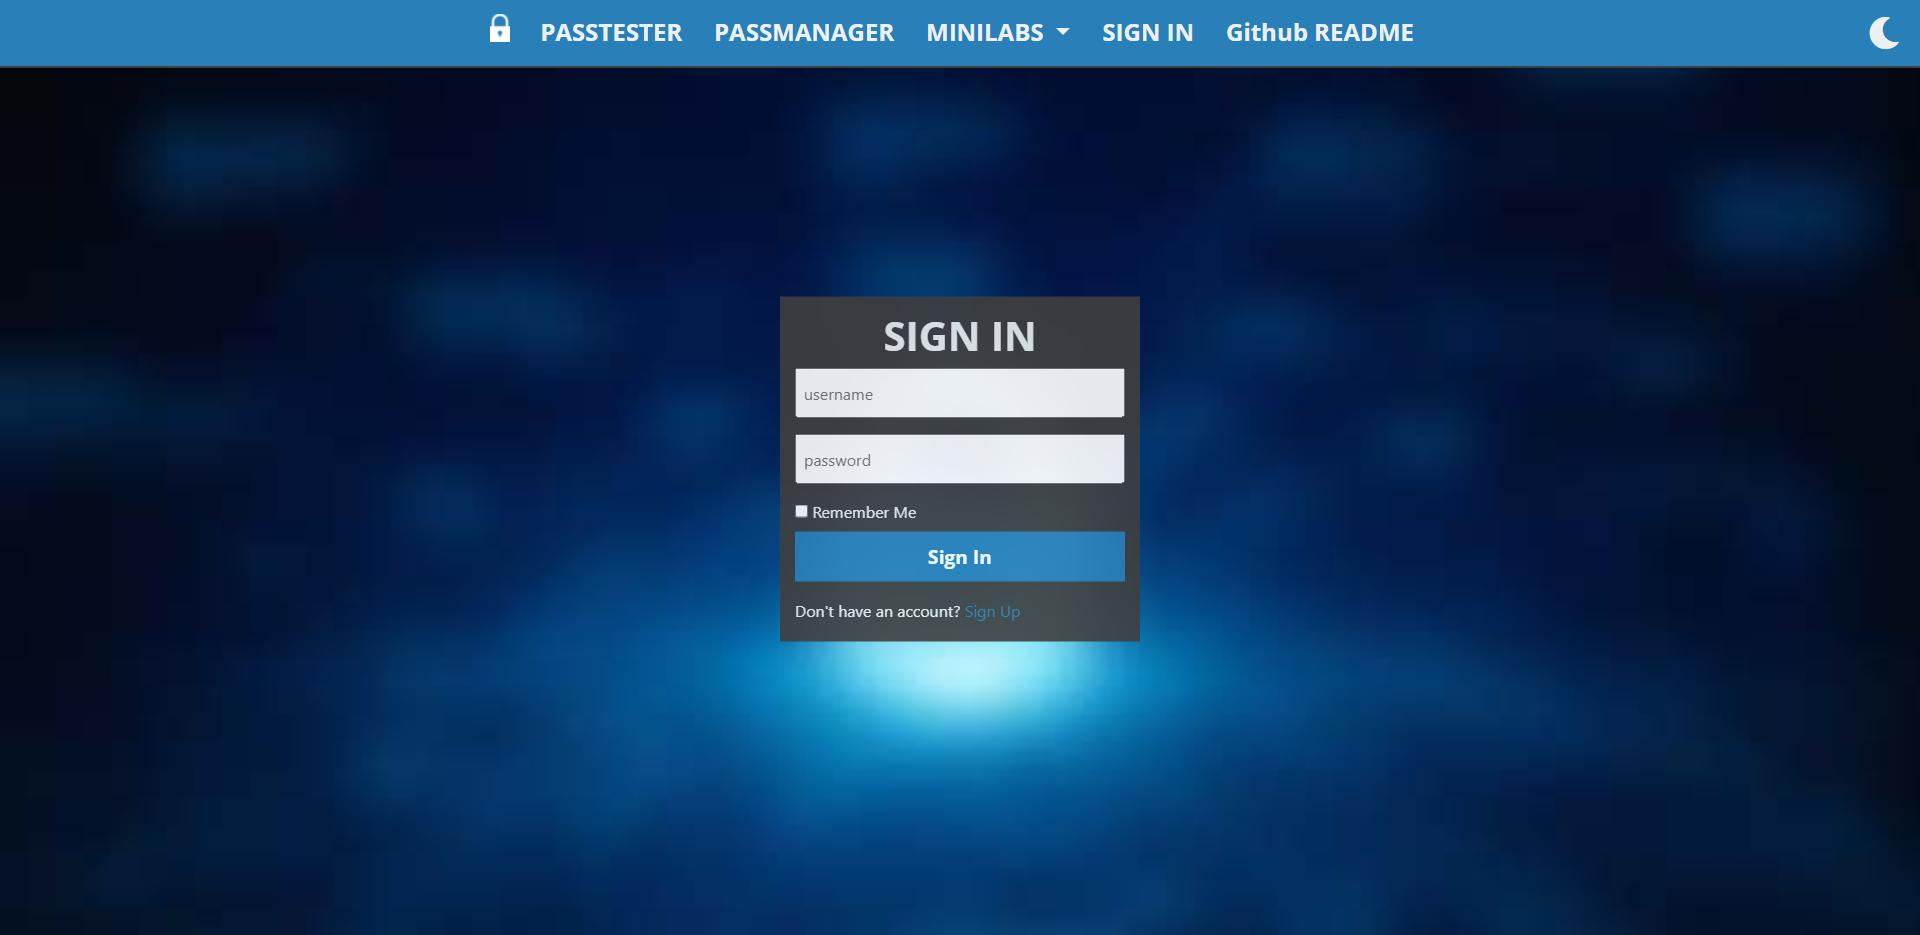 PASSTESTER PASSMANAGER MINILABS SIGN IN Github README
SIGN IN
username
password
Remember Me
Sign In
Don't have an account? Sign Up